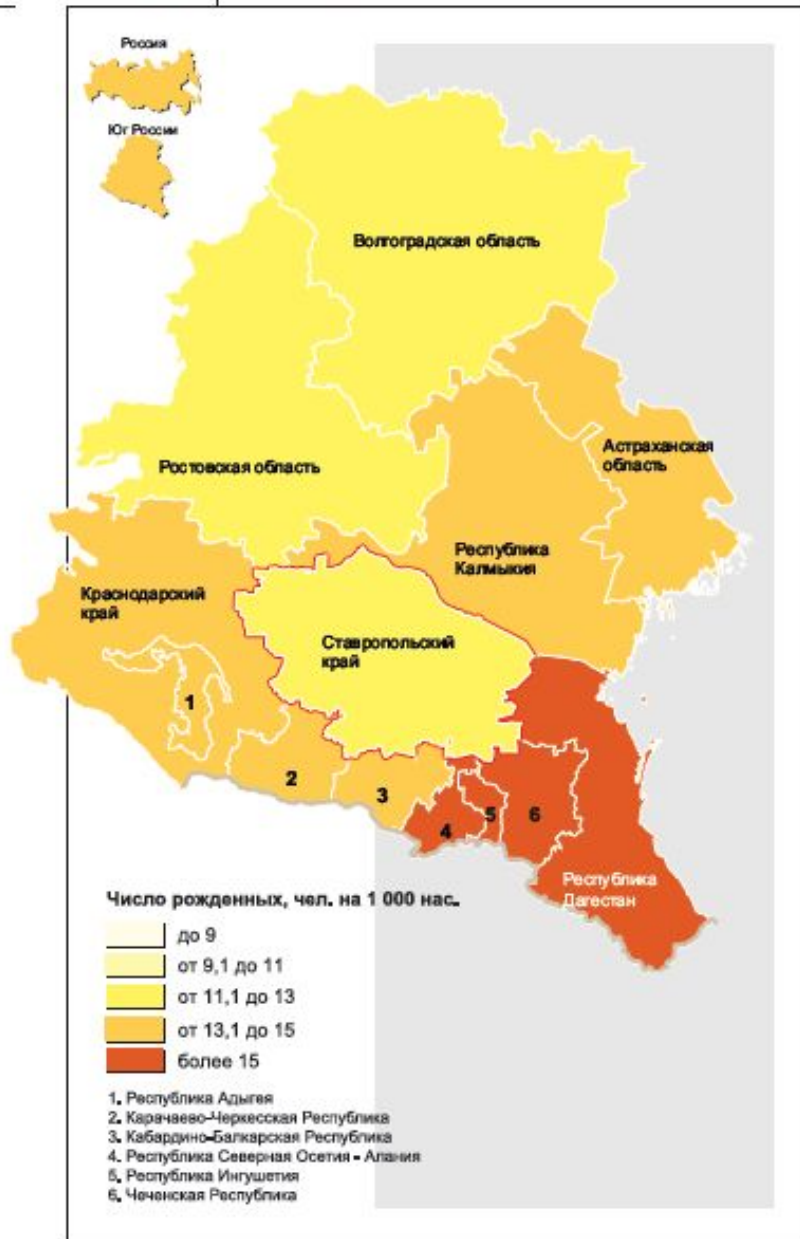 Россия
Юг России
Волгоградская область
Ростовская область
Астраханская
область
Республика
Калмыкия
Краснодарский
край
Ставропольский
край
1
2
3
4
5
6
Республика
Дагестан
Число рожденных, чел. на 1 000 нас.
до 9
от 9,1 до 11
от 11,1 до 13
от 13,1 до 15
более 15
1. Республика Адыгея
2. Карачаево-Черкесская Республика
3. Кабардино-Балкарская Республика
4. Республика Северная Осетия - Алания
5. Республика Ингушетия
6. Чеченская Республика